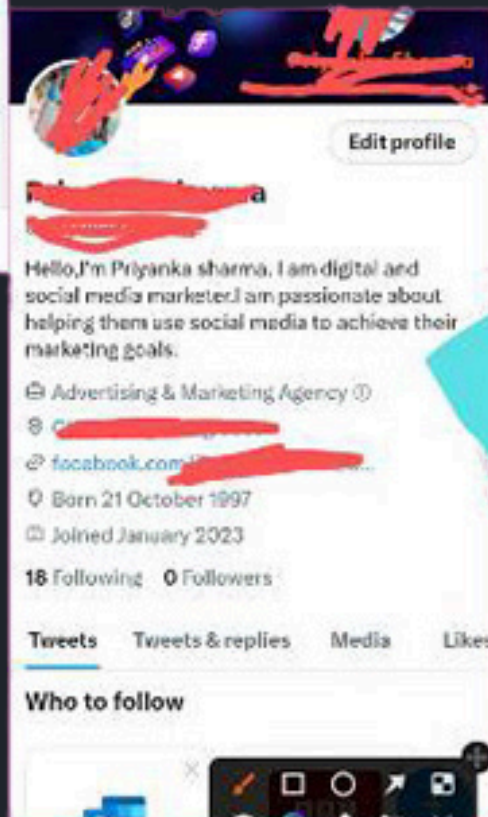 Edit profile
Hello,I'm Priyanka sharma. I am digital and
social media marketer.I am passionate about
helping them use social media to achieve their
marketing goals.
Advertising & Marketing Agency
facebook.com
Born 21 October 1997
Joined January 2023
18 Following 0 Followers
Tweets Tweets & replies Media Likes
Who to follow